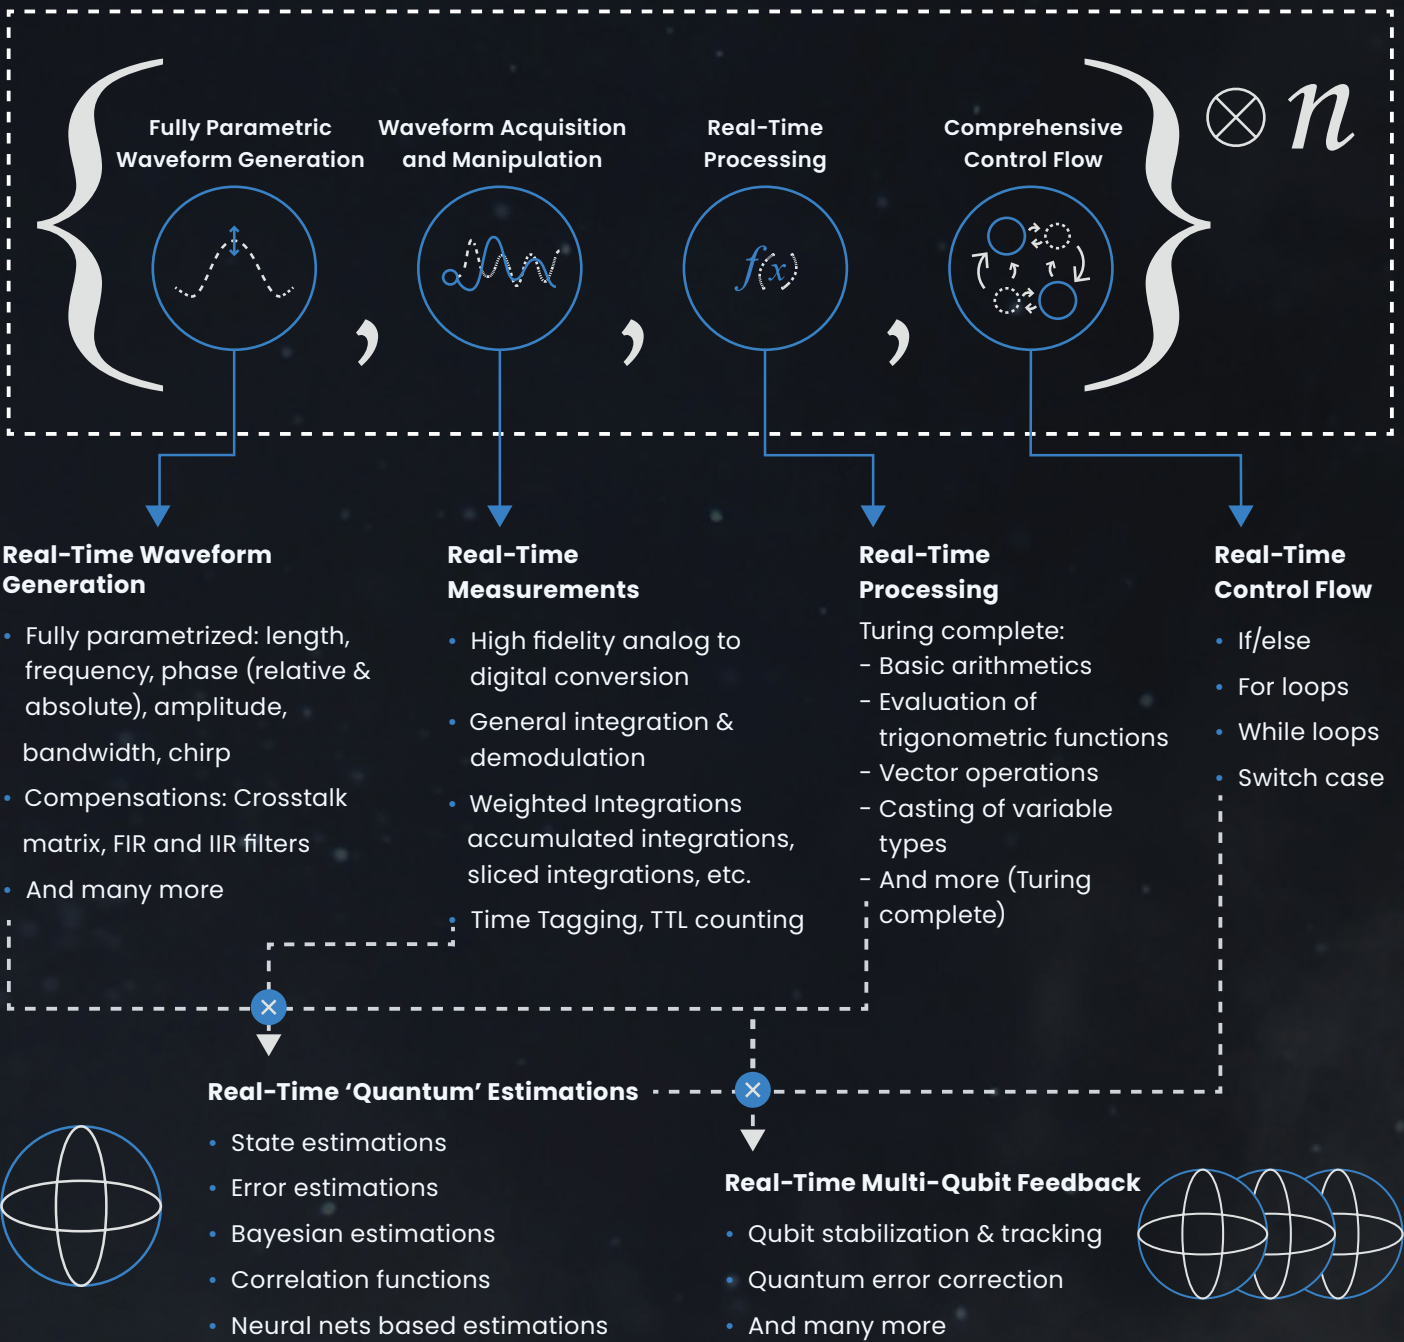 Fully Parametric
Waveform Generation
Waveform Acquisition
and Manipulation
Real-Time
Processing
Comprehensive
Control Flow
{ , , , } ⊗ n
f(x)
Real-Time Waveform
Generation
• Fully parametrized: length,
frequency, phase (relative &
absolute), amplitude,
bandwidth, chirp
• Compensations: Crosstalk
matrix, FIR and IIR filters
• And many more
Real-Time
Measurements
• High fidelity analog to
digital conversion
• General integration &
demodulation
• Weighted Integrations
accumulated integrations,
sliced integrations, etc.
• Time Tagging, TTL counting
Real-Time
Processing
Turing complete:
- Basic arithmetics
- Evaluation of
trigonometric functions
- Vector operations
- Casting of variable
types
- And more (Turing
complete)
Real-Time
Control Flow
• If/else
• For loops
• While loops
• Switch case
Real-Time ‘Quantum’ Estimations
• State estimations
• Error estimations
• Bayesian estimations
• Correlation functions
• Neural nets based estimations
Real-Time Multi-Qubit Feedback
• Qubit stabilization & tracking
• Quantum error correction
• And many more